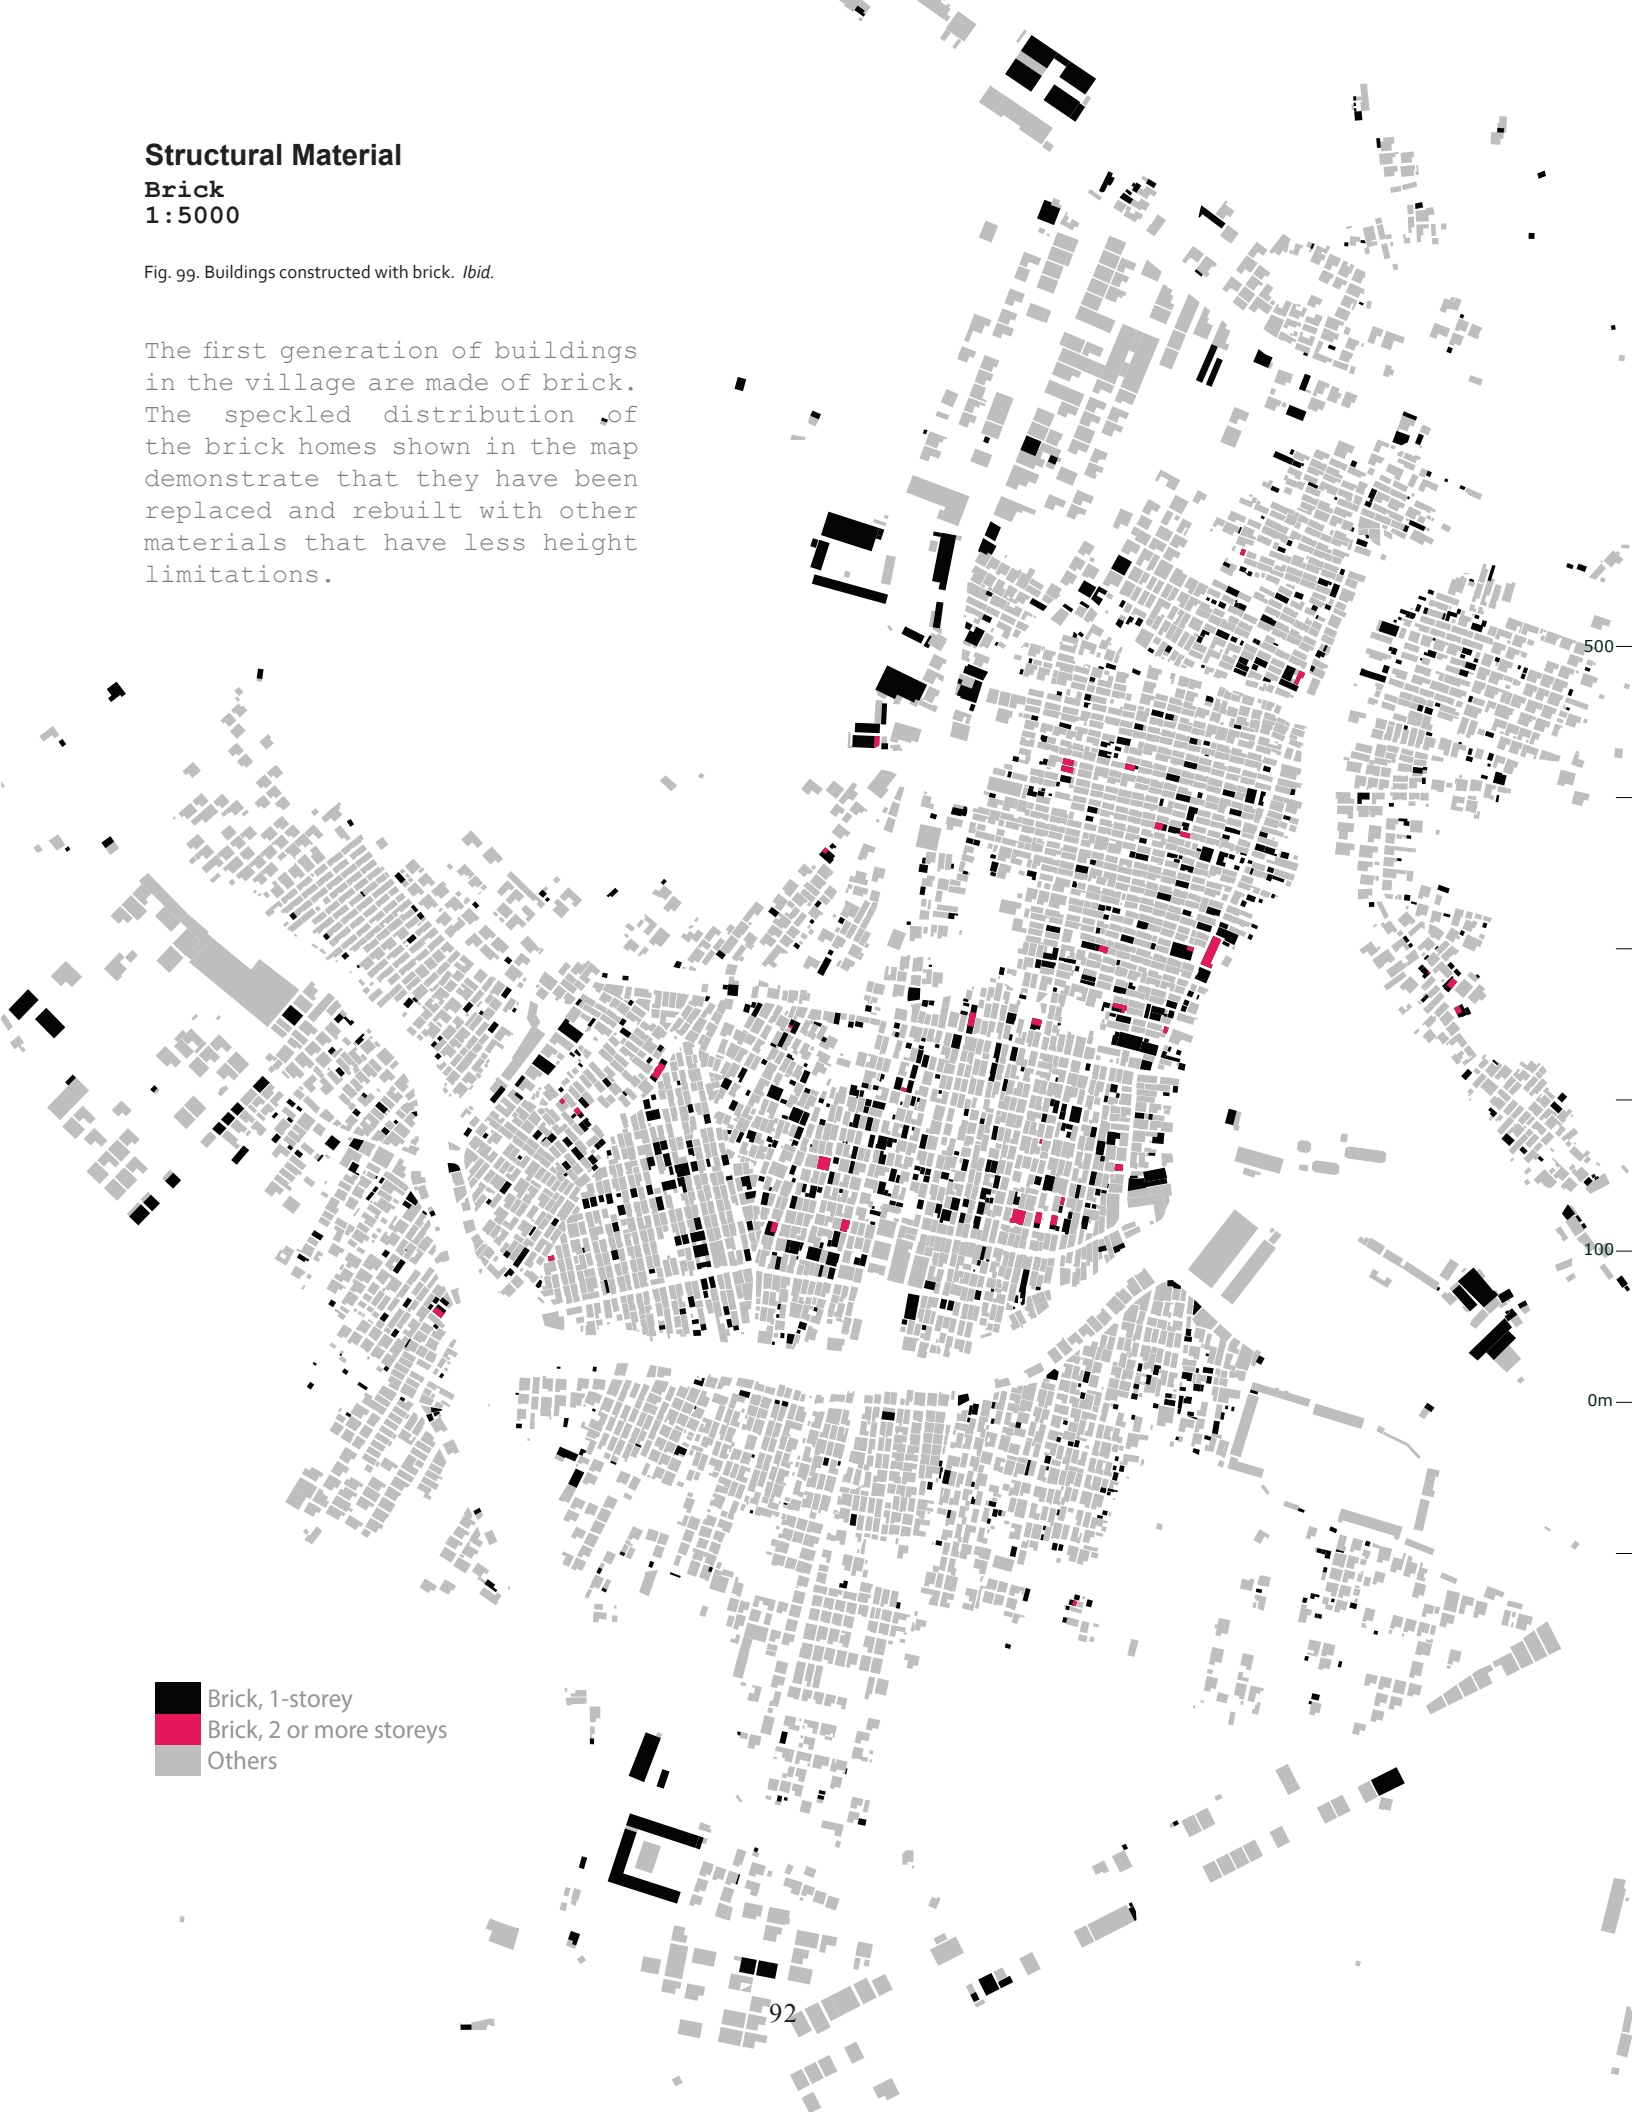 Structural Material
Brick
1:5000
Fig. 99. Buildings constructed with brick. Ibid.
The first generation of buildings
in the village are made of brick.
The speckled distribution of
the brick homes shown in the map
demonstrate that they have been
replaced and rebuilt with other
materials that have less height
limitations.
500
100
0m
Brick, 1-storey
Brick, 2 or more storeys
Others
92